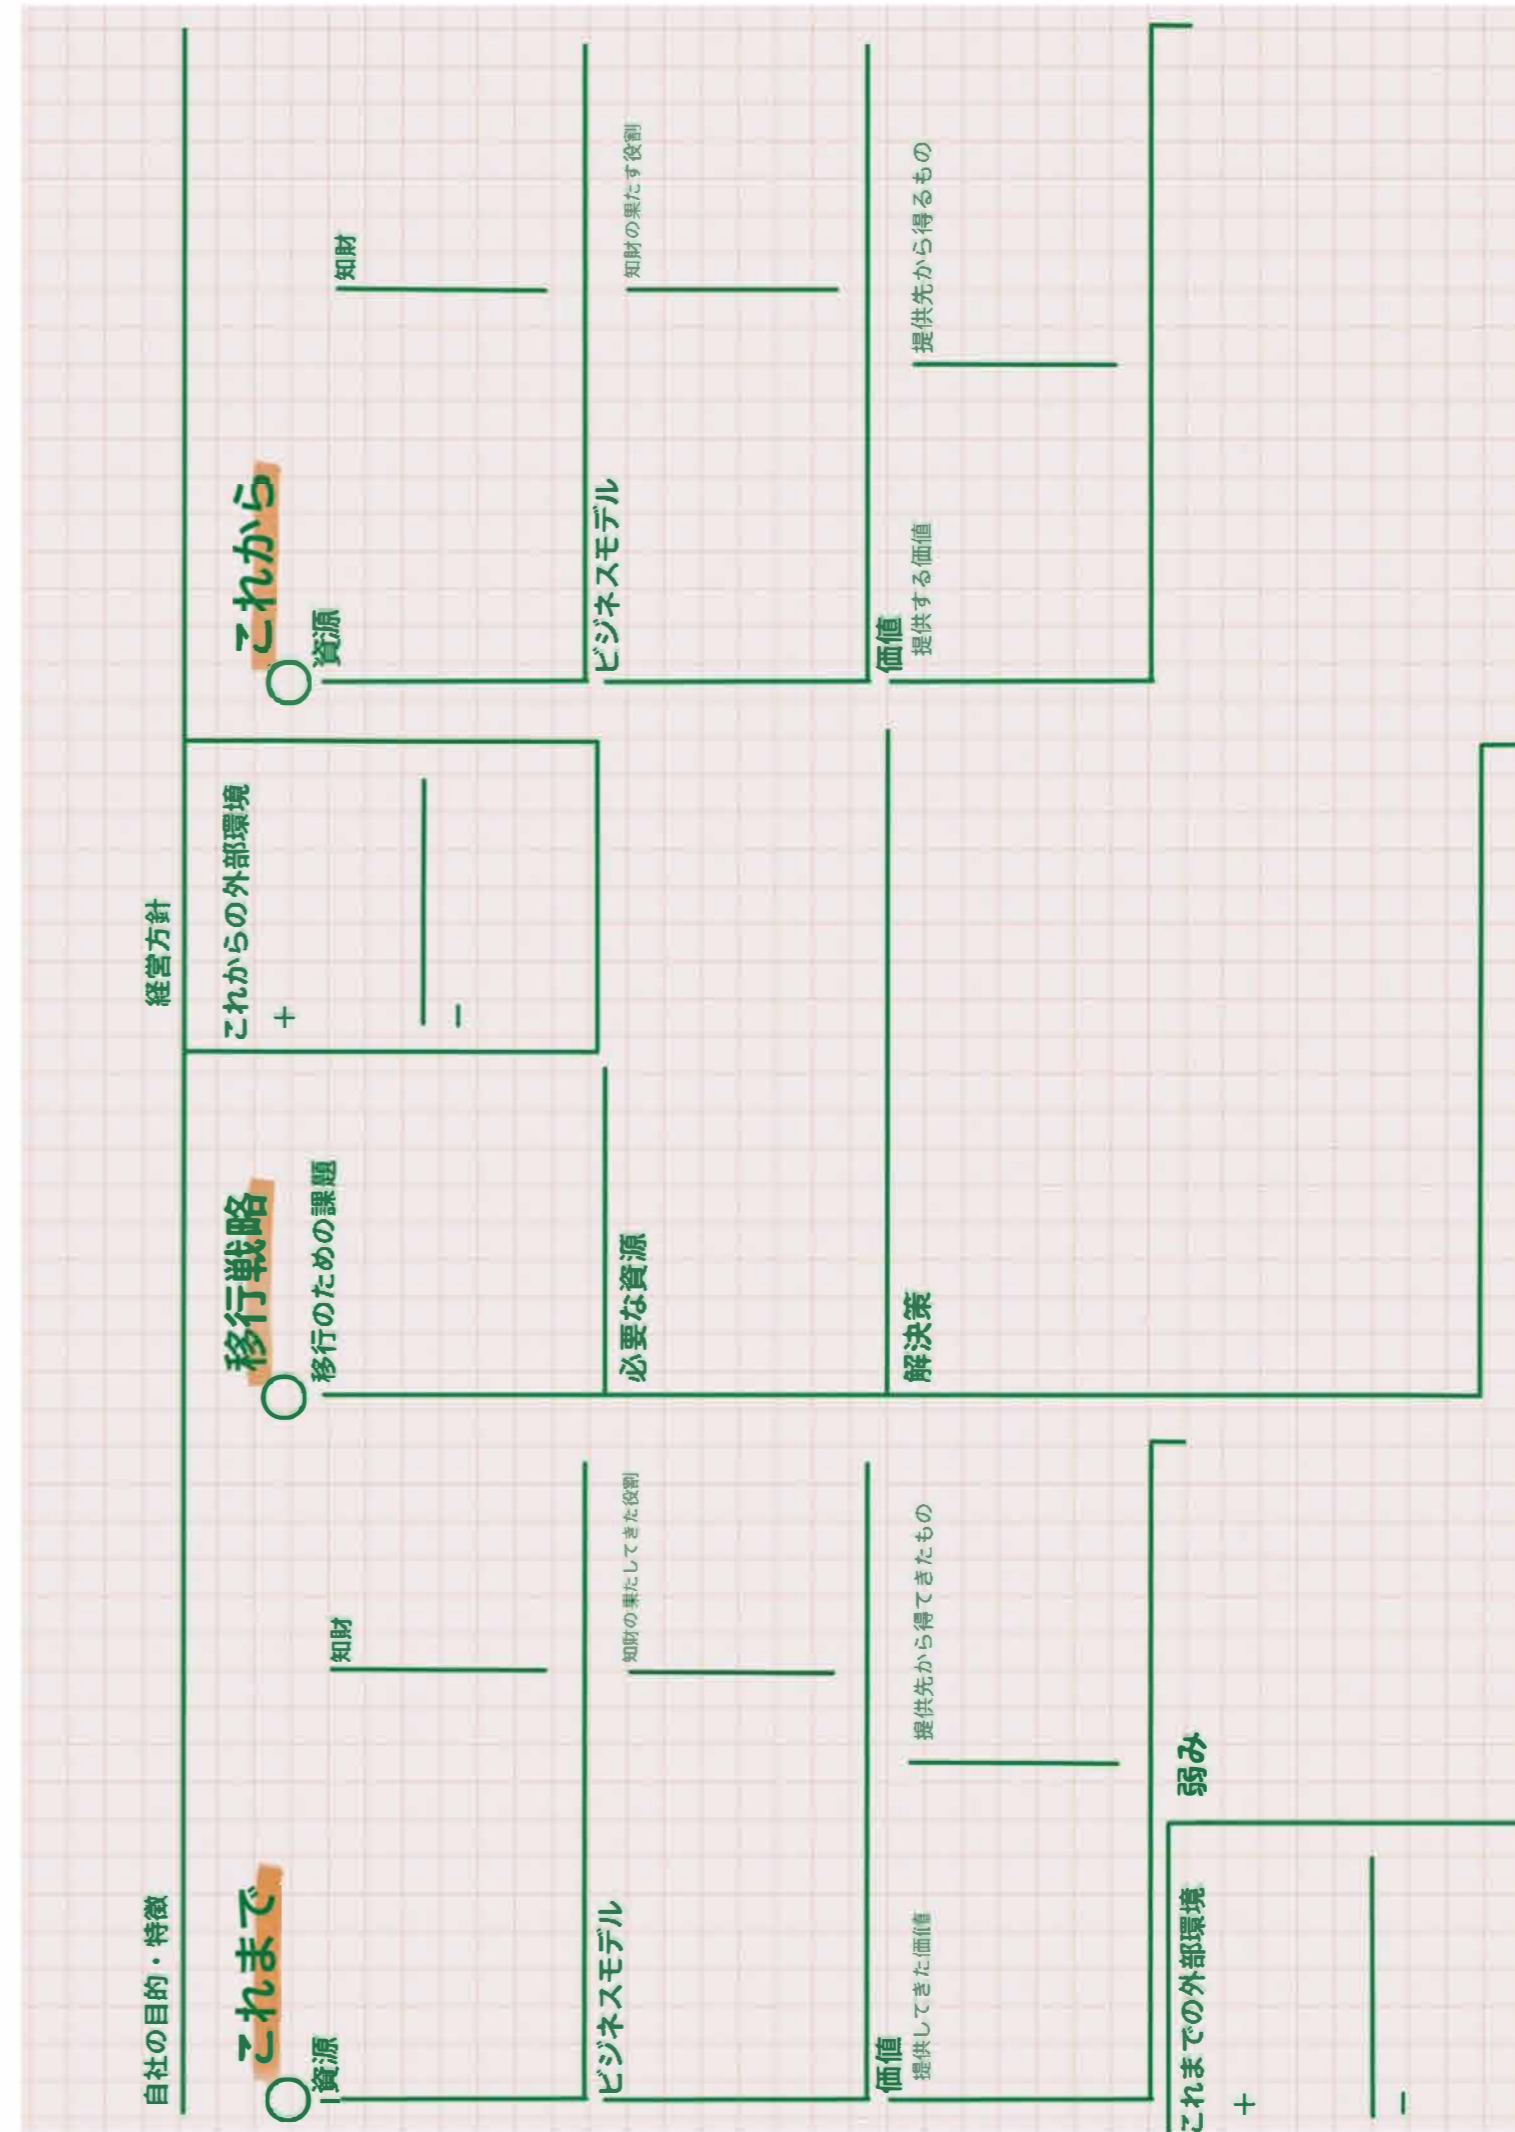 自社の目的・特徴
経営方針
これまで
資源
知財
ビジネスモデル
知財の果たしてきた役割
価値
提供してきた価値
提供先から得てきたもの
これまでの外部環境
+
−
弱み
移行戦略
移行のための課題
必要な資源
解決策
これからの外部環境
+
−
これから
資源
知財
ビジネスモデル
知財の果たす役割
価値
提供する価値
提供先から得るもの